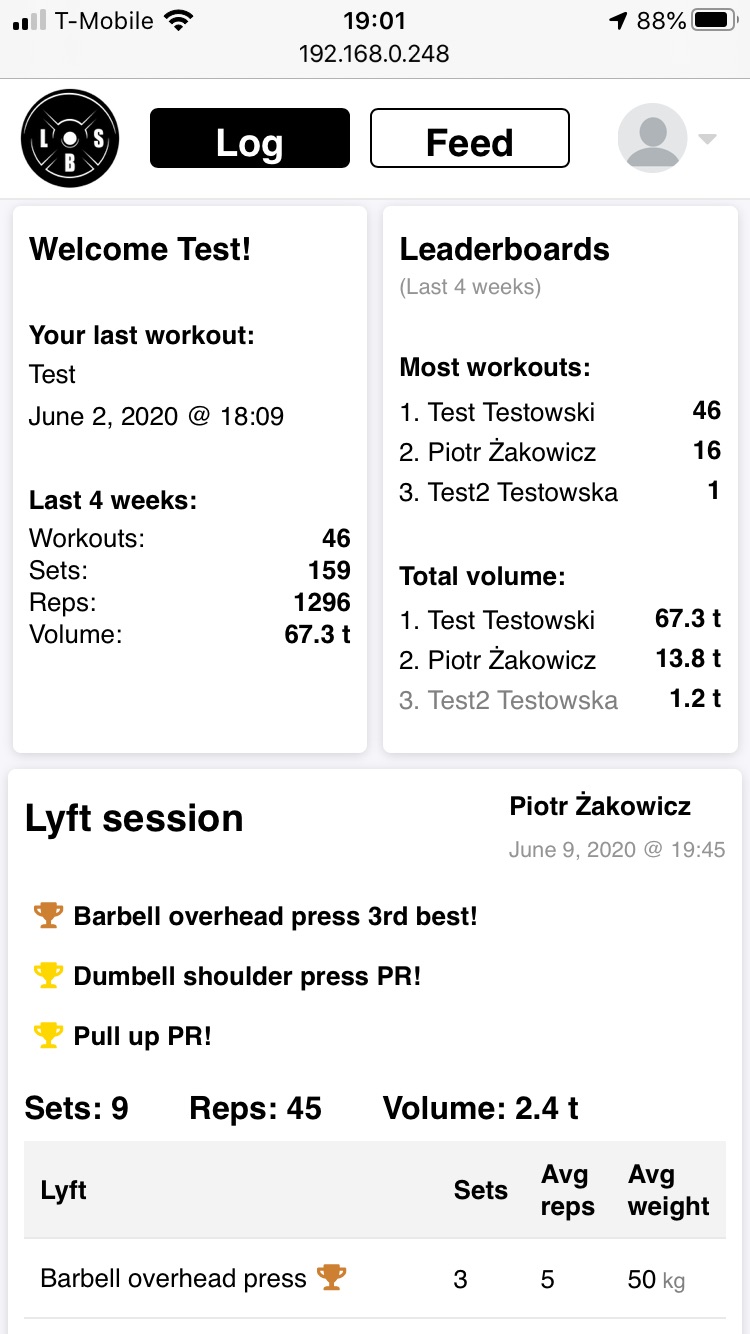 T-Mobile 19:01 88%
192.168.0.248
L S
B
Log Feed
Welcome Test!
Your last workout:
Test
June 2, 2020 @ 18:09
Last 4 weeks:
Workouts: 46
Sets: 159
Reps: 1296
Volume: 67.3 t
Leaderboards
(Last 4 weeks)
Most workouts:
1. Test Testowski 46
2. Piotr Żakowicz 16
3. Test2 Testowska 1
Total volume:
1. Test Testowski 67.3 t
2. Piotr Żakowicz 13.8 t
3. Test2 Testowska 1.2 t
Lyft session
Piotr Żakowicz
June 9, 2020 @ 19:45
Barbell overhead press 3rd best!
Dumbell shoulder press PR!
Pull up PR!
Sets: 9 Reps: 45 Volume: 2.4 t
Lyft Sets Avg reps Avg weight
Barbell overhead press 3 5 50 kg